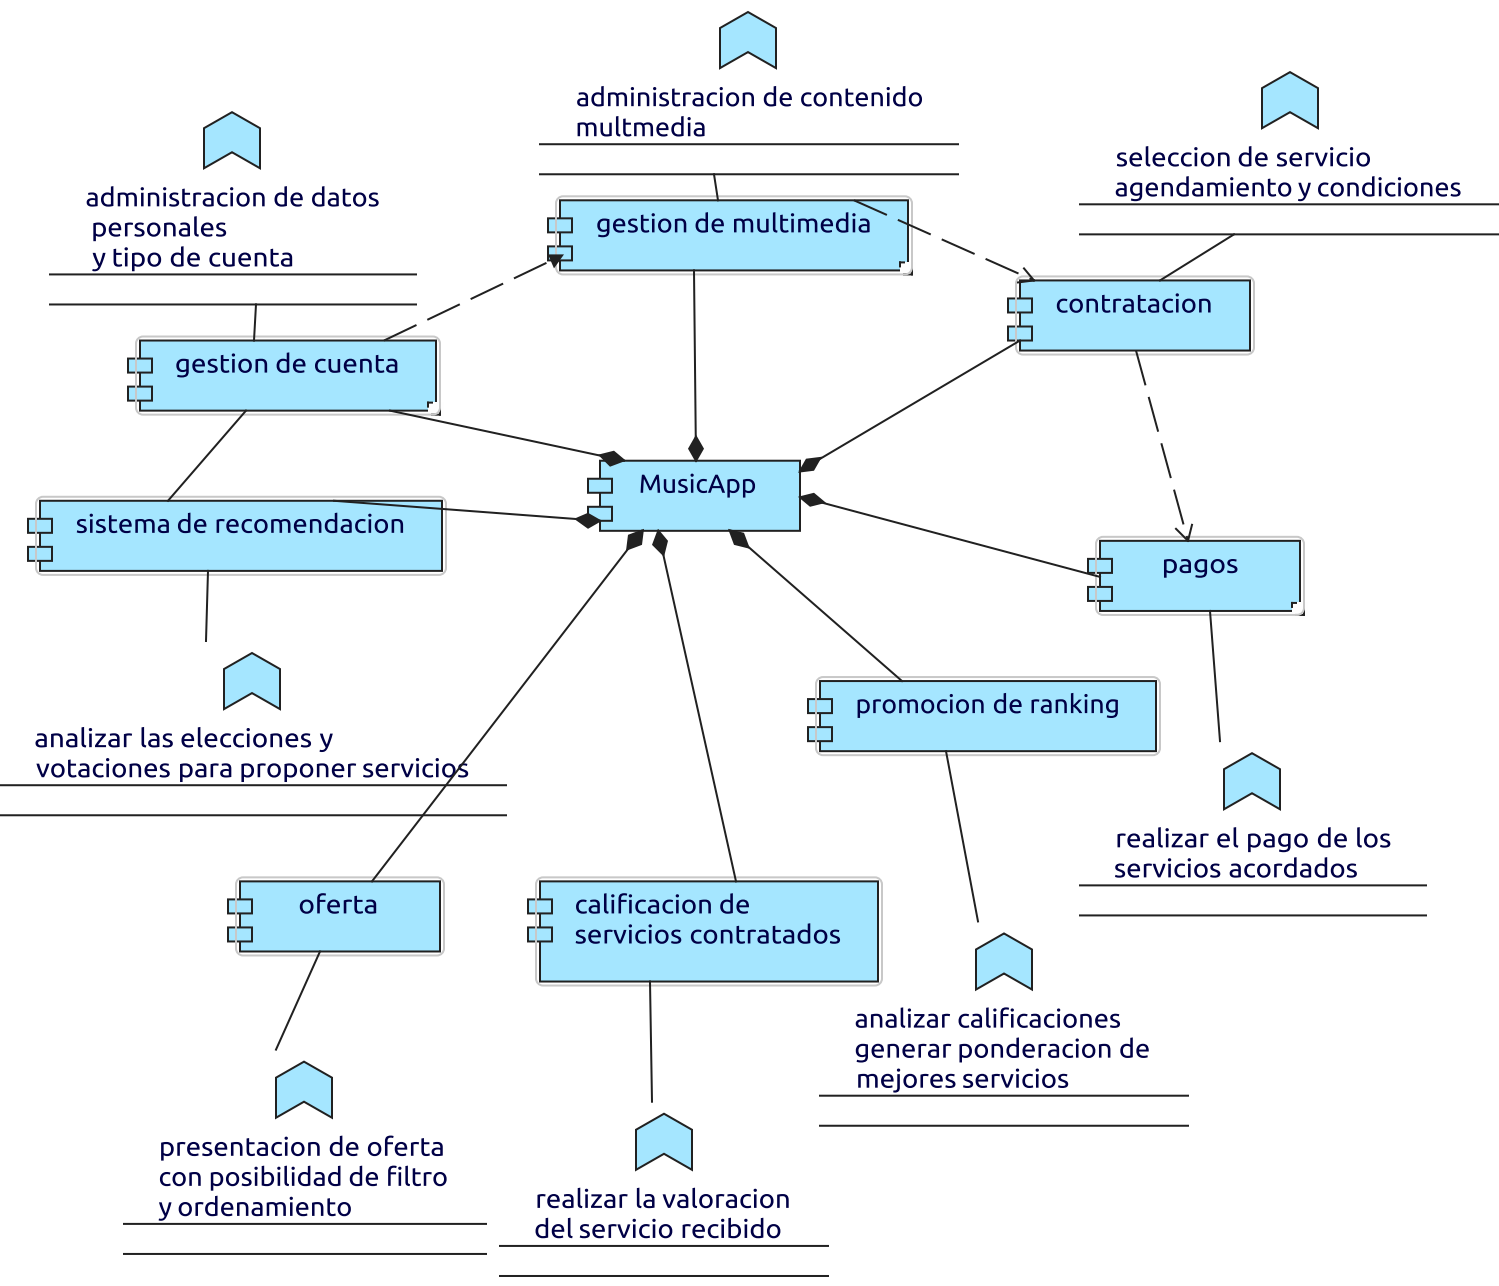 administracion de contenido
multmedia
seleccion de servicio
agendamiento y condiciones
administracion de datos
personales
y tipo de cuenta
gestion de multimedia
contratacion
gestion de cuenta
MusicApp
sistema de recomendacion
pagos
promocion de ranking
analizar las elecciones y
votaciones para proponer servicios
realizar el pago de los
servicios acordados
oferta
calificacion de
servicios contratados
analizar calificaciones
generar ponderacion de
mejores servicios
presentacion de oferta
con posibilidad de filtro
y ordenamiento
realizar la valoracion
del servicio recibido